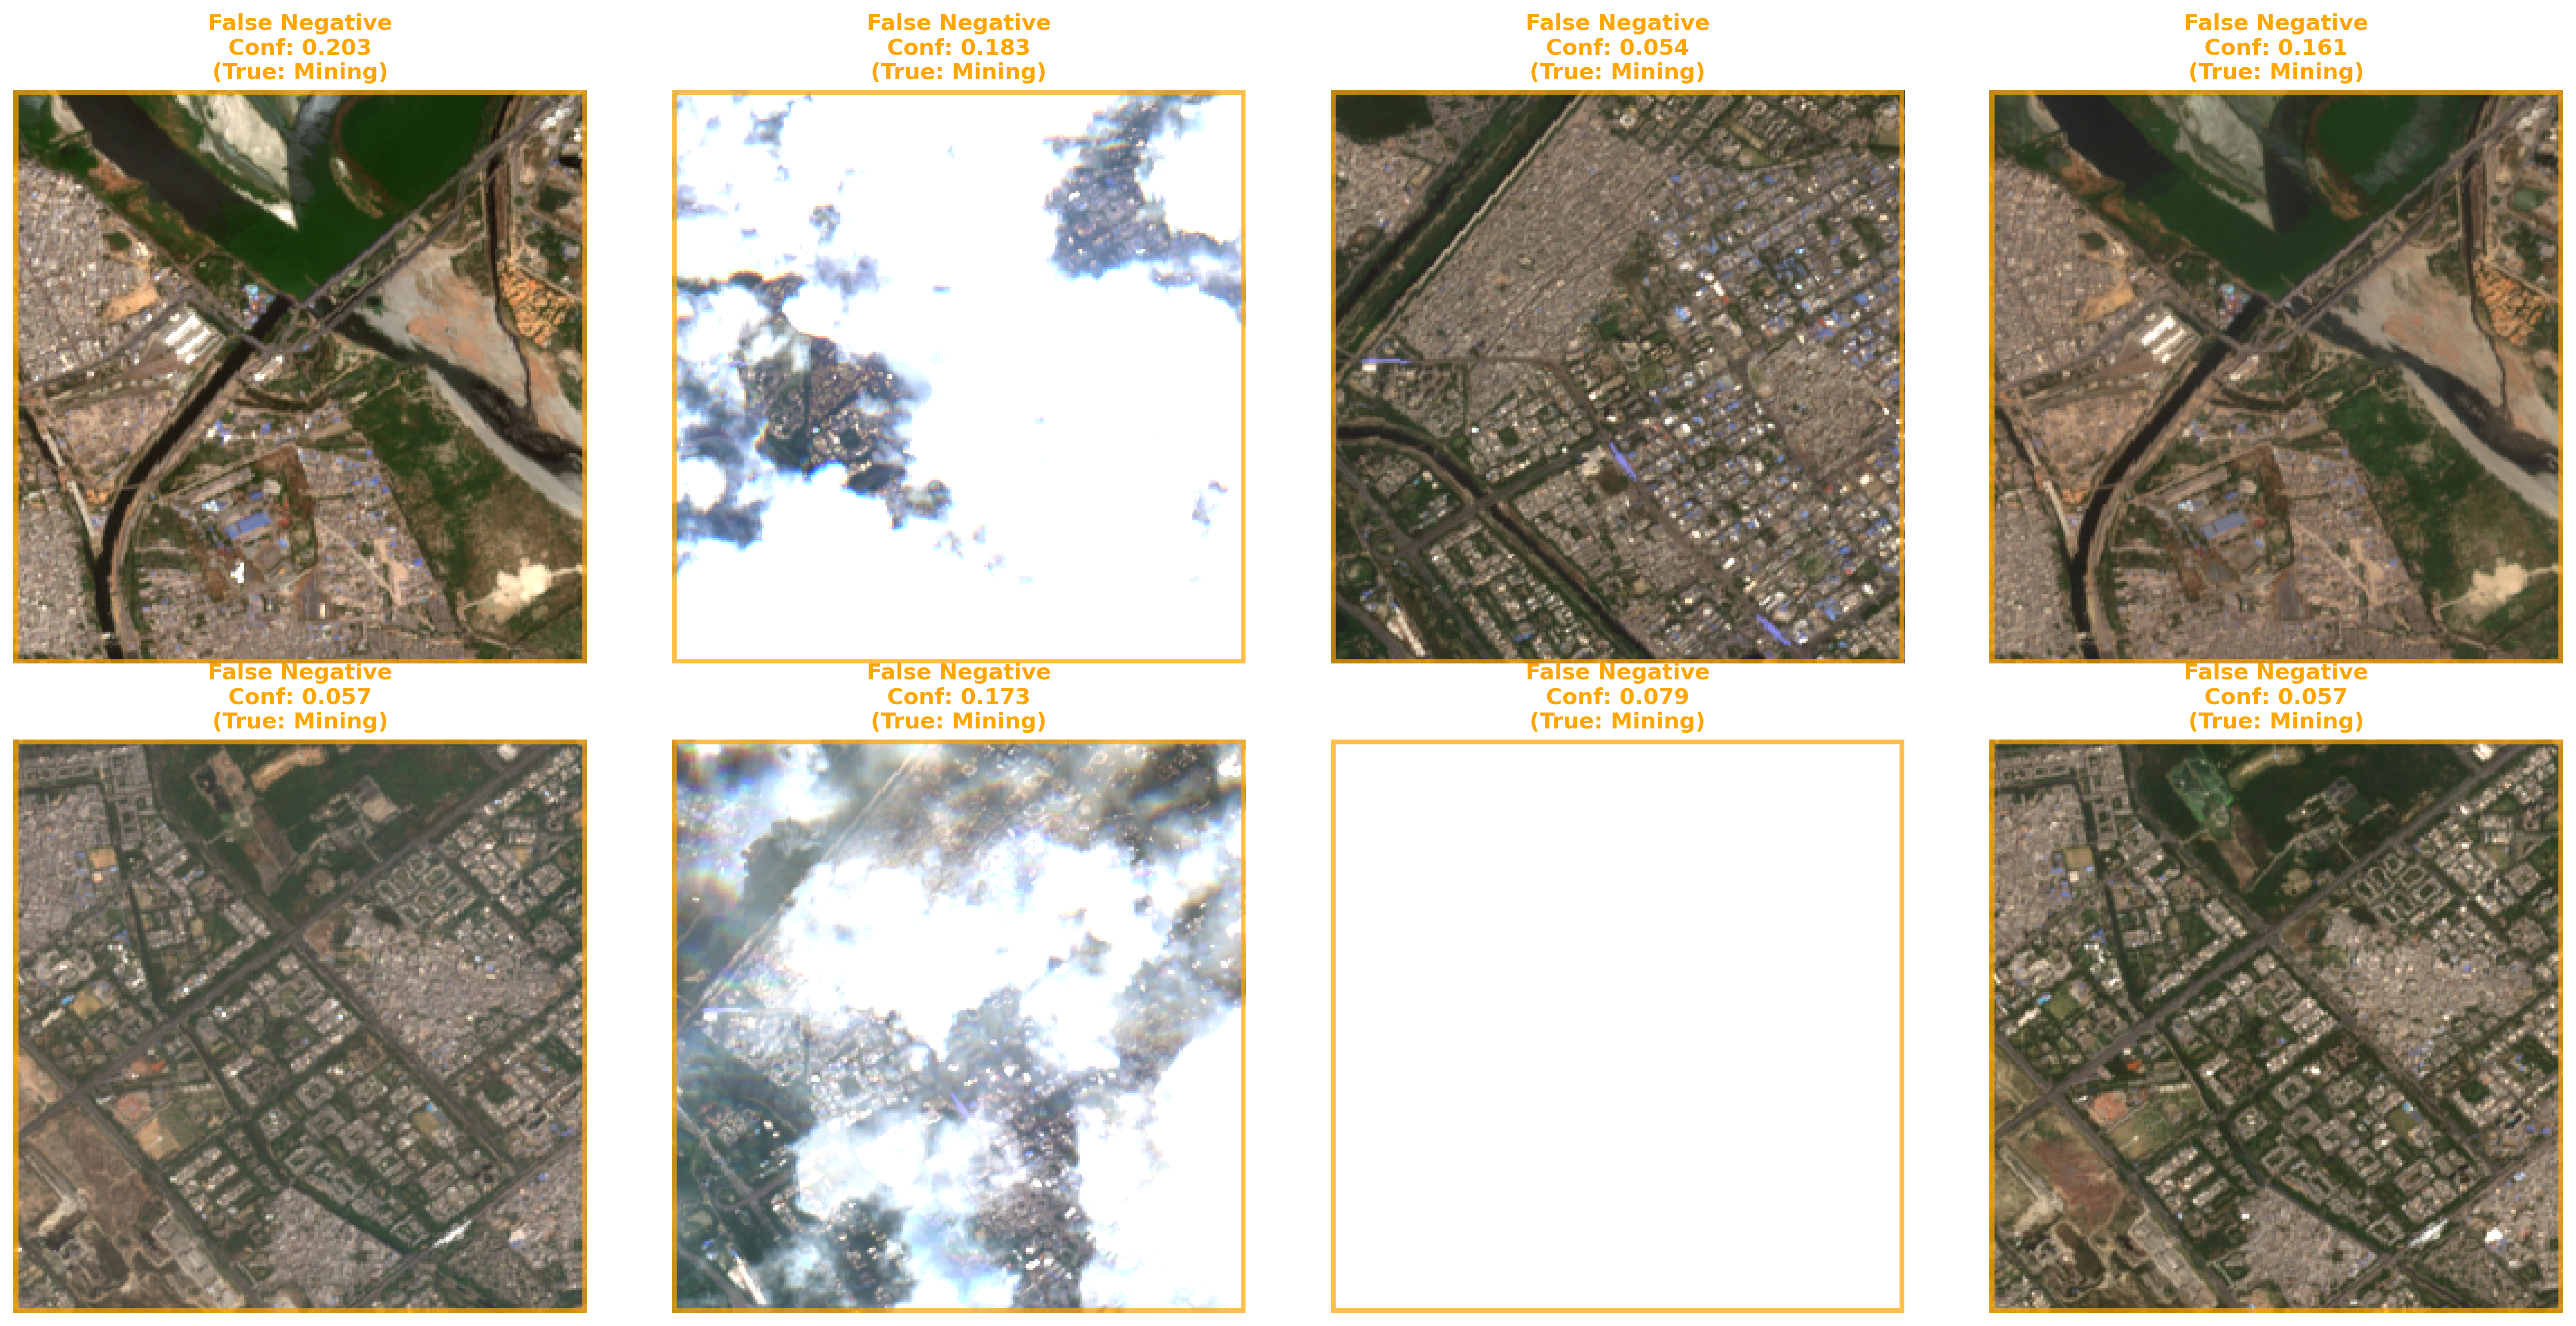 False Negative
Conf: 0.203
(True: Mining)
False Negative
Conf: 0.183
(True: Mining)
False Negative
Conf: 0.054
(True: Mining)
False Negative
Conf: 0.161
(True: Mining)
False Negative
Conf: 0.057
(True: Mining)
False Negative
Conf: 0.173
(True: Mining)
False Negative
Conf: 0.079
(True: Mining)
False Negative
Conf: 0.057
(True: Mining)